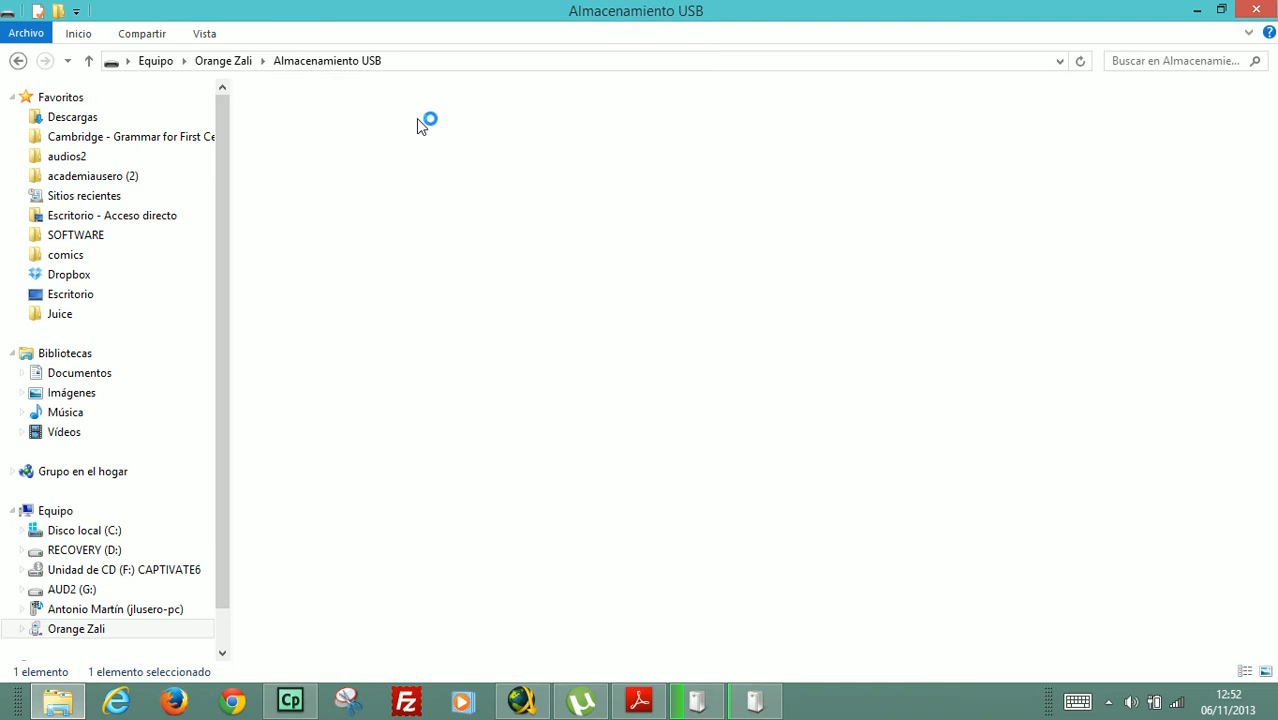 Almacenamiento USB
Archivo Inicio Compartir Vista
Equipo Orange Zali Almacenamiento USB Buscar en Almacenamie...
Favoritos
Descargas
Cambridge - Grammar for First Ce
audios2
academiausero (2)
Sitios recientes
Escritorio - Acceso directo
SOFTWARE
comics
Dropbox
Escritorio
Juice
Bibliotecas
Documentos
Imágenes
Música
Vídeos
Grupo en el hogar
Equipo
Disco local (C:)
RECOVERY (D:)
Unidad de CD (F:) CAPTIVATE6
AUD2 (G:)
Antonio Martín (jlusero-pc)
Orange Zali
1 elemento 1 elemento seleccionado
Cp Fz 12:52
06/11/2013